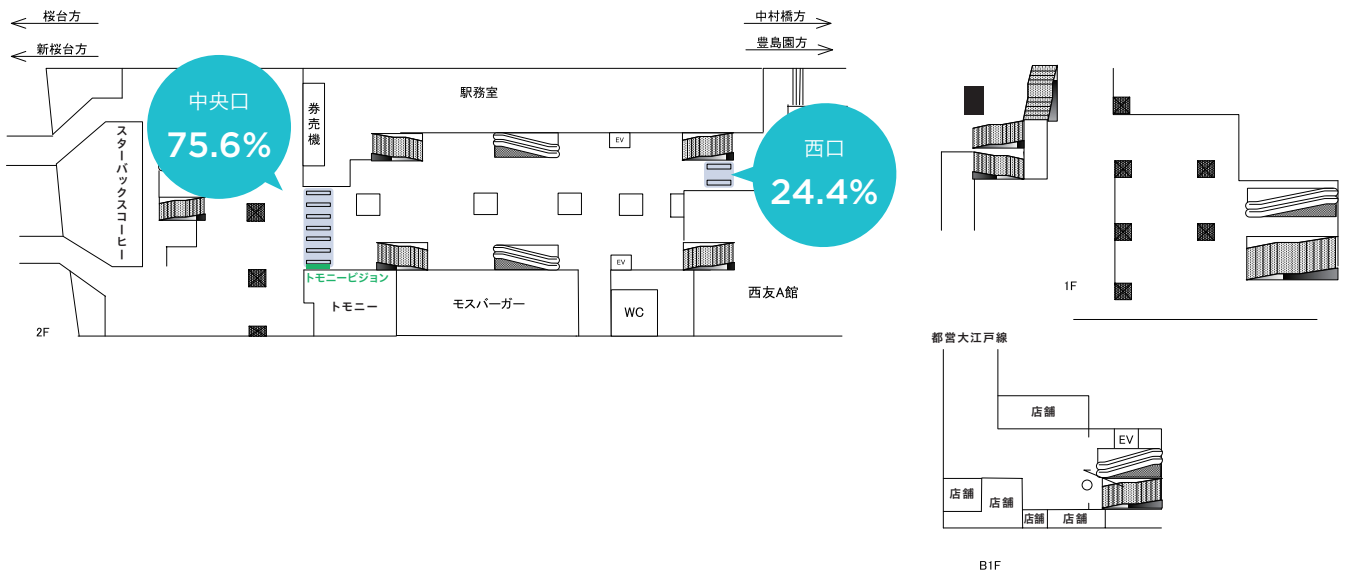 桜台方
新桜台方
中村橋方
豊島園方
中央口
75.6%
券売機
駅務室
EV
西口
24.4%
スターバックスコーヒー
トモニービジョン
トモニー
モスバーガー
EV
WC
西友A館
2F
1F
都営大江戸線
店舗
EV
店舗
店舗
店舗
店舗
B1F